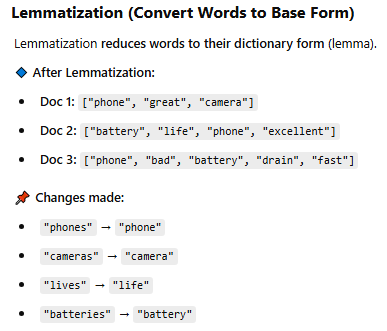 Lemmatization (Convert Words to Base Form)
Lemmatization reduces words to their dictionary form (lemma).
🔷 After Lemmatization:
• Doc 1: ["phone", "great", "camera"]
• Doc 2: ["battery", "life", "phone", "excellent"]
• Doc 3: ["phone", "bad", "battery", "drain", "fast"]
📌 Changes made:
• "phones" → "phone"
• "cameras" → "camera"
• "lives" → "life"
• "batteries" → "battery"